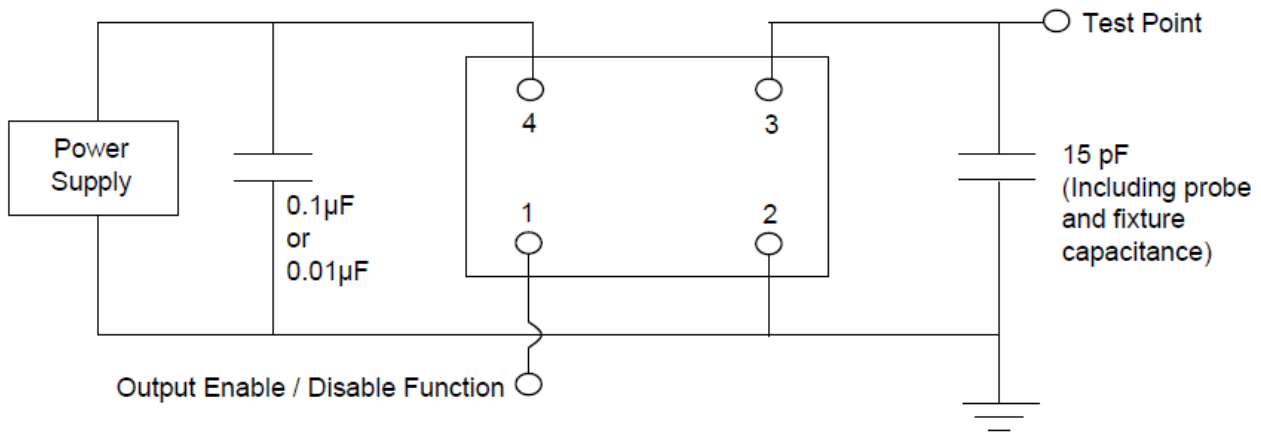 Test Point
Power
Supply
4
3
0.1µF
or
0.01µF
1
2
15 pF
(Including probe
and fixture
capacitance)
Output Enable / Disable Function